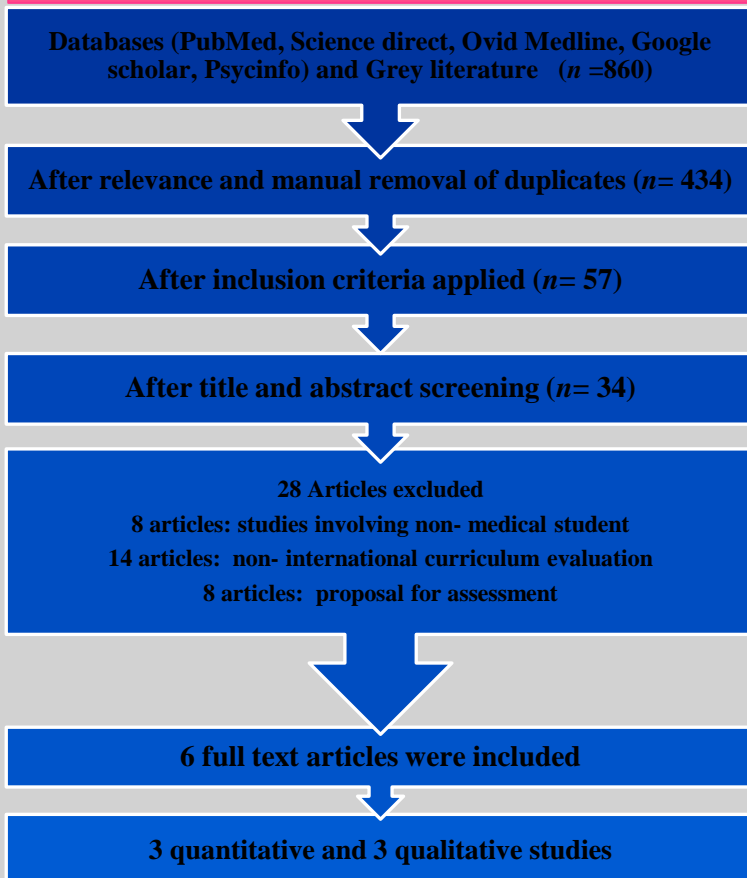 Databases (PubMed, Science direct, Ovid Medline, Google
scholar, Psycinfo) and Grey literature (n =860)
After relevance and manual removal of duplicates (n= 434)
After inclusion criteria applied (n= 57)
After title and abstract screening (n= 34)
28 Articles excluded
8 articles: studies involving non- medical student
14 articles: non- international curriculum evaluation
8 articles: proposal for assessment
6 full text articles were included
3 quantitative and 3 qualitative studies